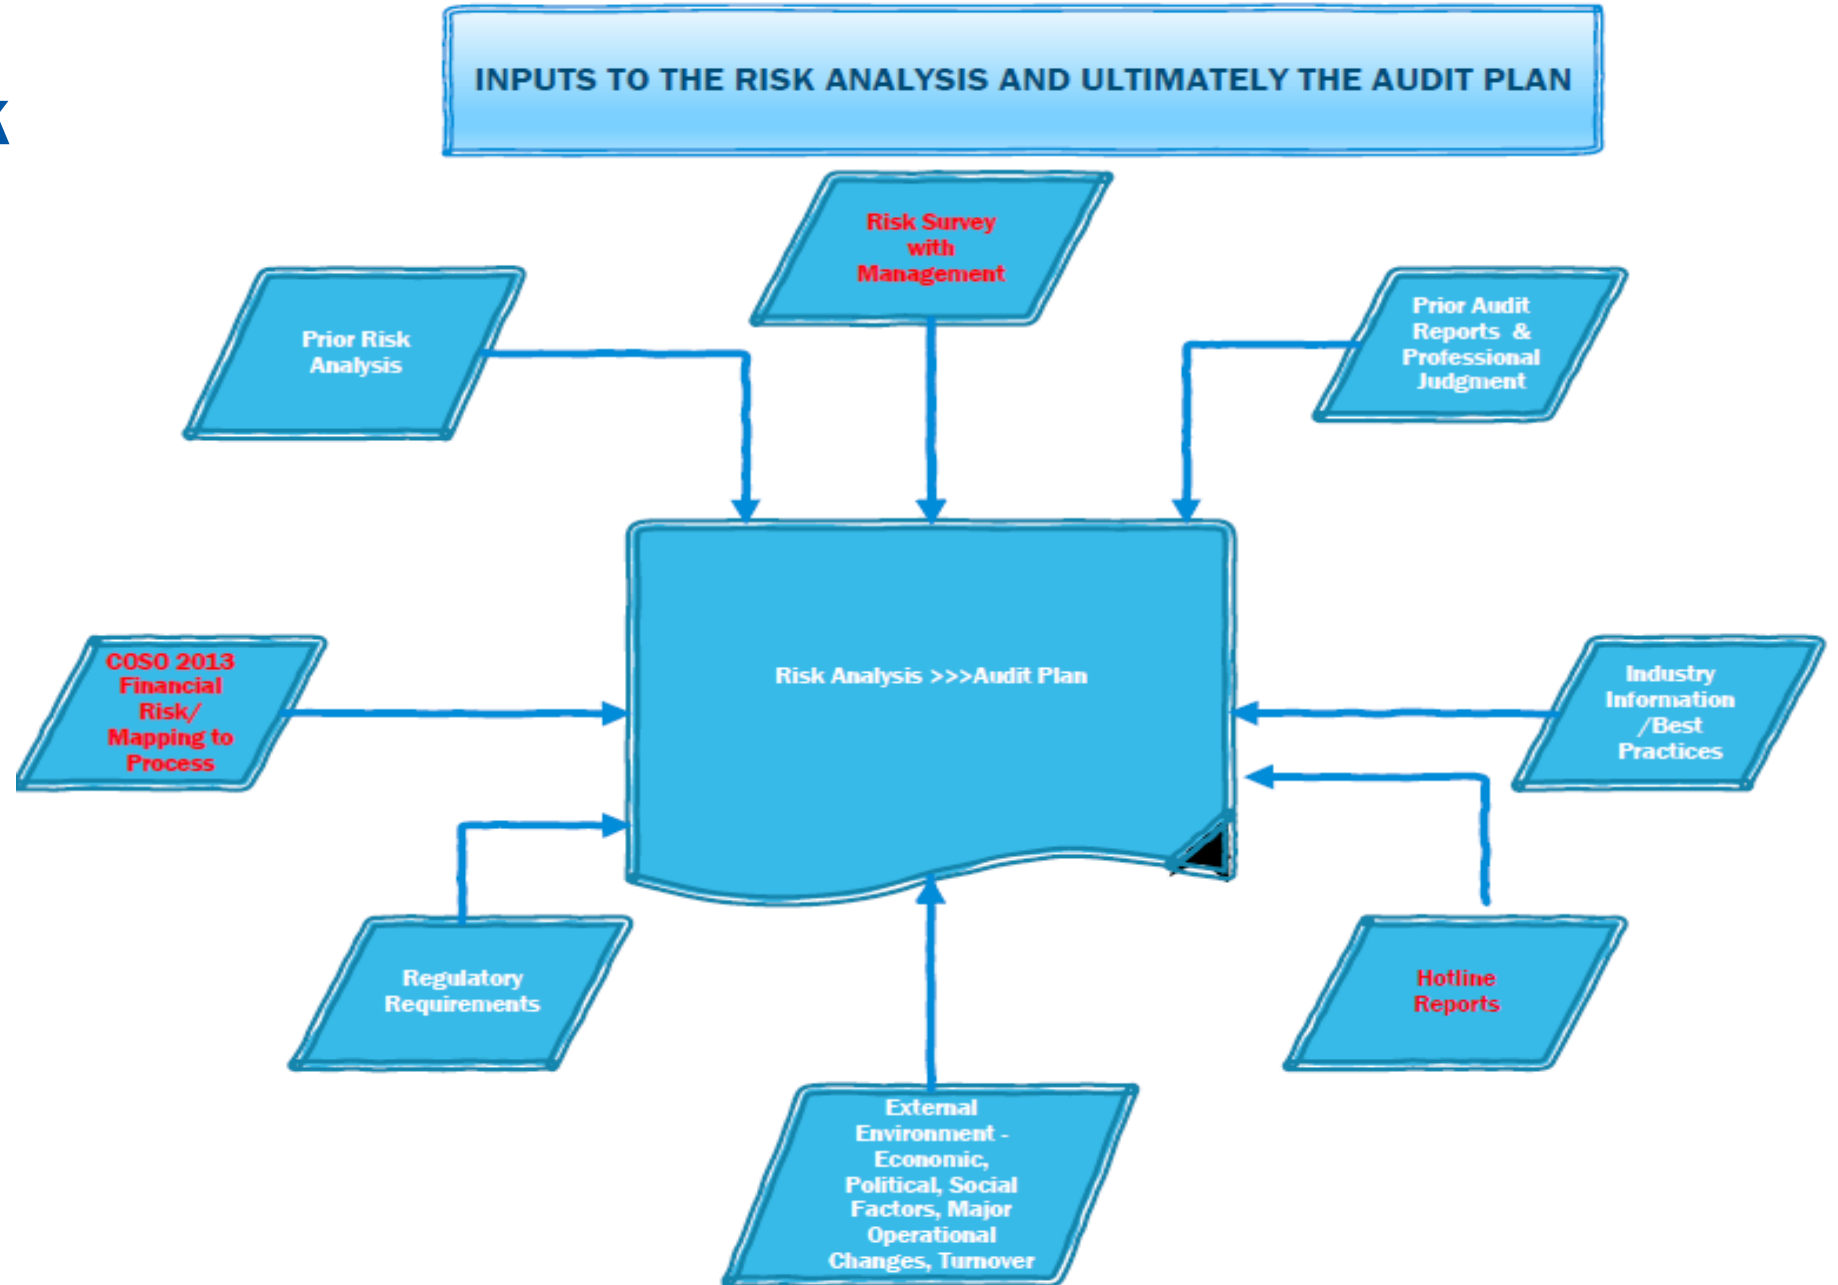 INPUTS TO THE RISK ANALYSIS AND ULTIMATELY THE AUDIT PLAN
K
Risk Survey
with
Management
Prior Risk
Analysis
Prior Audit
Reports &
Professional
Judgment
COSO 2013
Financial
Risk/
Mapping to
Process
Risk Analysis >>>Audit Plan
Industry
Information
/Best
Practices
Regulatory
Requirements
Hotline
Reports
External
Environment -
Economic,
Political, Social
Factors, Major
Operational
Changes, Turnover